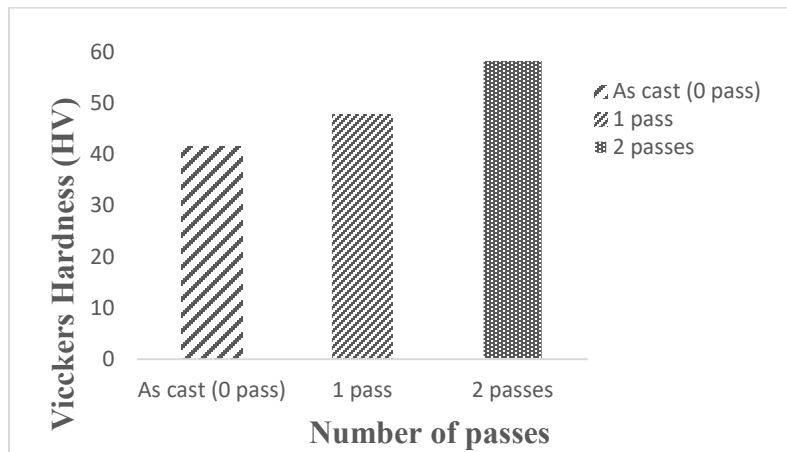 Vicckers Hardness (HV)
60
50
40
30
20
10
0
As cast (0 pass)
1 pass
2 passes
Number of passes
As cast (0 pass)
1 pass
2 passes